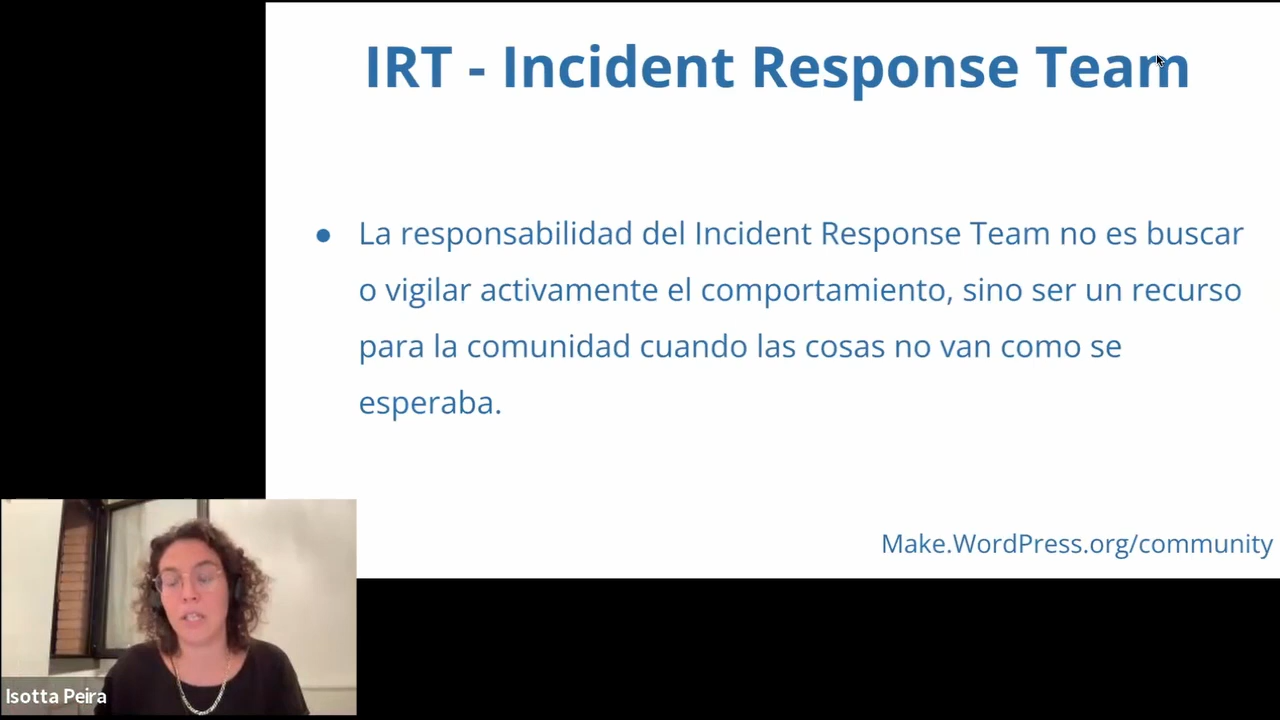 IRT - Incident Response Team
● La responsabilidad del Incident Response Team no es buscar
o vigilar activamente el comportamiento, sino ser un recurso
para la comunidad cuando las cosas no van como se
esperaba.
Make.WordPress.org/community
Isotta Peira